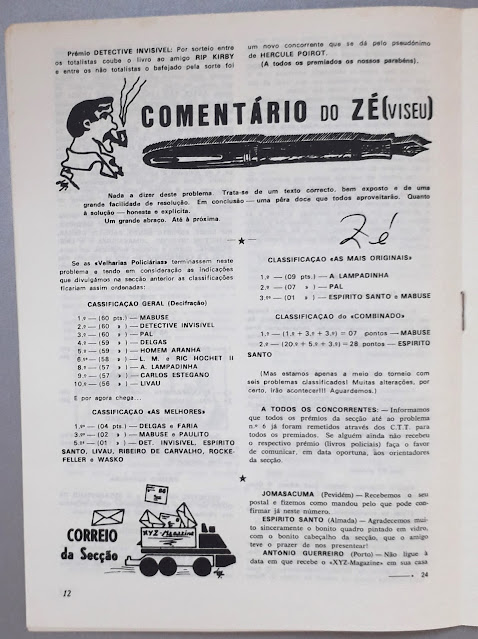 Prémio DETECTIVE INVISIVEL: Por sorteio entre
os totalistas coube o livro ao amigo RIP KIRBY
e entre os não totalistas o bafejado pela sorte foi
um novo concorrente que se dá pelo pseudónimo
de HERCULE POIROT.
(A todos os premiados os nossos parabéns).
COMENTÁRIO DO ZÉ (VISEU)
Nada a dizer deste problema. Trata-se de um texto correcto, bem exposto e de uma
grande facilidade de resolução. Em conclusão — uma pêra doce que todos aproveitarão. Quanto
à solução — honesta e explícita.
Um grande abraço. Até à próxima.
Zé
Se as «Velharias Policiárias» terminassem neste
problema e tendo em consideração as indicações
que divulgámos na secção anterior as classificações
ficariam assim ordenadas:
CLASSIFICAÇÃO GERAL (Decifração)
1.º — (60 pts.) — MABUSE
2.º — (60 » ) — DETECTIVE INVISIVEL
3.º — (60 » ) — PAL
4.º — (59 » ) — DELGAS
5.º — (59 » ) — HOMEM ARANHA
6.ºs — (58 » ) — L. M. e RIC HOCHET II
8.º — (57 » ) — A. LAMPADINHA
9.º — (57 » ) — CARLOS ESTEGANO
10.º — (56 » ) — LIVAU
E por agora chega...
CLASSIFICAÇÃO «AS MELHORES»
1.ºs — (04 pts.) — DELGAS e FARIA
3.ºs — (02 » ) — MABUSE e PAULITO
5.ºs — (01 » ) — DET. INVISIVEL, ESPIRITO
SANTO, LIVAU, RIBEIRO DE CARVALHO, ROCKE-
FELLER e WASKO
CLASSIFICAÇÃO «AS MAIS ORIGINAIS»
1.º — (09 pts.) — A. LAMPADINHA
2.º — (07 » ) — PAL
3.ºs — (01 » ) — ESPIRITO SANTO e MABUSE
CLASSIFICAÇÃO do «COMBINADO»
1.º — (1.º + 3.º + 3.º) = 07 pontos — MABUSE
2.º — (20.º + 5.º + 3.º) = 28 pontos — ESPIRITO
SANTO
(Mas estamos apenas a meio do torneio com
seis problemas classificados! Muitas alterações, por
certo, irão acontecer!!! Aguardemos.)
A TODOS OS CONCORRENTES: — Informamos
que todos os prémios da secção até ao problema
n.º 6 já foram remetidos através dos C.T.T. para
todos os premiados. Se alguém ainda não recebeu
o respectivo prémio (livros policiais) faça o favor
de comunicar, em data oportuna, aos orientadores
da secção.
CORREIO
da Secção
XYZ-Magazine
JOMASACUMA (Pevidém) — Recebemos o seu
postal e fizemos como mandou pelo que pode con-
firmar já neste número.
ESPIRITO SANTO (Almada) — Agradecemos mui-
to sinceramente o bonito quadro pintado em vidro,
com o bonito cabeçalho da secção, que o amigo
teve o prazer de nos presentear!
ANTONIO GUERREIRO (Porto) — Não ligue à
data em que recebe o «XYZ-Magazine» em sua casa
24
12